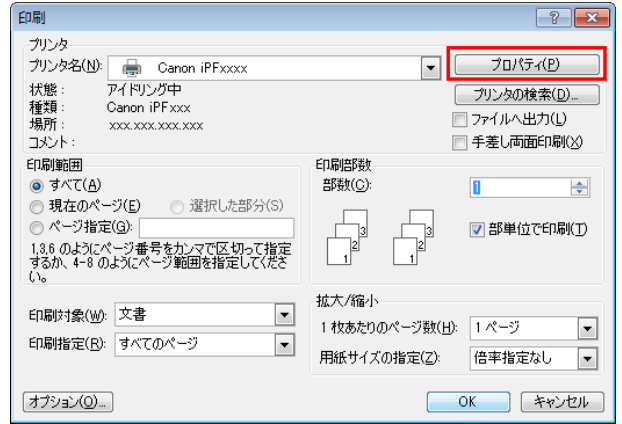 印刷
プリンタ
プリンタ名(N): Canon iPFxxxx プロパティ(P)
状態: アイドリング中 プリンタの検索(D)...
種類: Canon iPFxxx
場所: xxx.xxx.xxx.xxx ファイルへ出力(L)
コメント: 手差し両面印刷(X)
印刷範囲 印刷部数
すべて(A) 部数(C): 1
現在のページ(E) 選択した部分(S)
ページ指定(G): 部単位で印刷(T)
1,3,6 のようにページ番号をカンマで区切って指定
するか、4-8 のようにページ範囲を指定してくださ
い。
3 2 1 3 2 1
拡大/縮小
印刷対象(W): 文書 1 枚あたりのページ数(H): 1 ページ
印刷指定(R): すべてのページ 用紙サイズの指定(Z): 倍率指定なし
オプション(O)... OK キャンセル